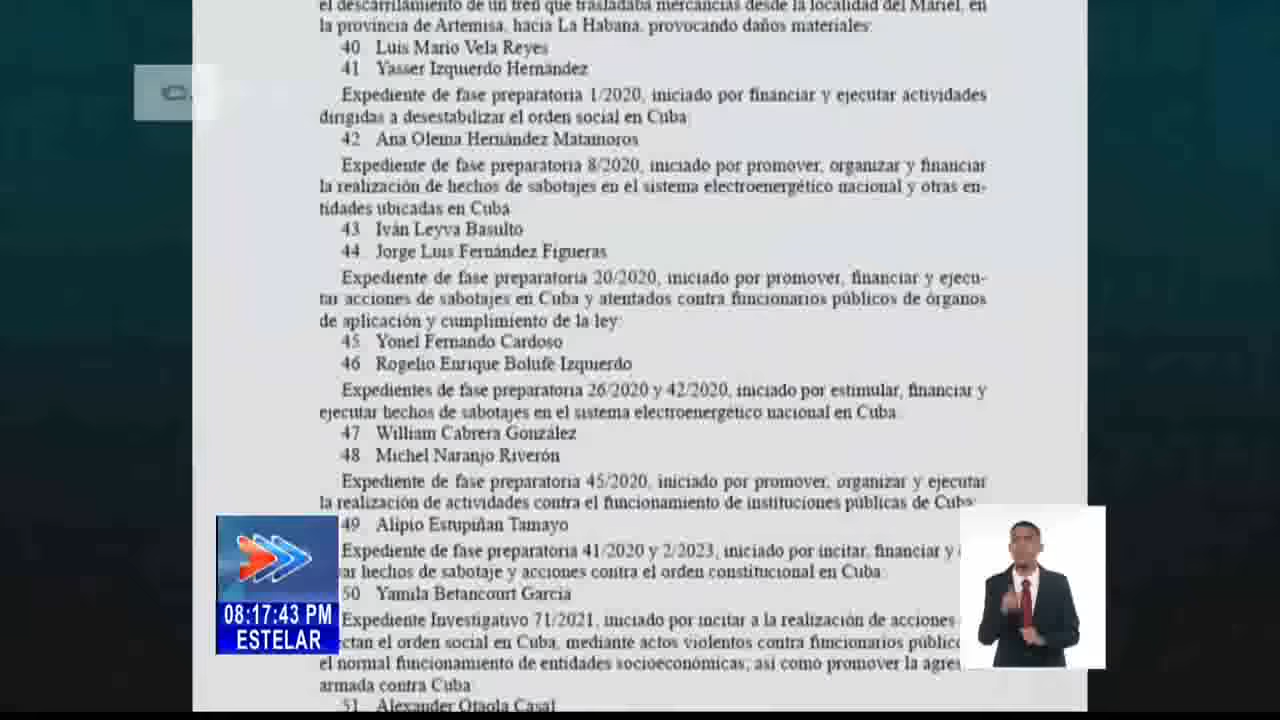 el descarrilamiento de un tren que trasladaba mercancías desde la localidad del Mariel, en
la provincia de Artemisa, hacia La Habana, provocando daños materiales:
40 Luis Mario Vela Reyes
41 Yasser Izquierdo Hernández
Expediente de fase preparatoria 1/2020, iniciado por financiar y ejecutar actividades
dirigidas a desestabilizar el orden social en Cuba:
42 Ana Olema Hernández Matamoros
Expediente de fase preparatoria 8/2020, iniciado por promover, organizar y financiar
la realización de hechos de sabotajes en el sistema electroenergético nacional y otras en-
tidades ubicadas en Cuba
43 Iván Leyva Basulto
44 Jorge Luis Fernández Figueras
Expediente de fase preparatoria 20/2020, iniciado por promover, financiar y ejecu-
tar acciones de sabotajes en Cuba y atentados contra funcionarios públicos de órganos
de aplicación y cumplimiento de la ley:
45 Yonel Fernando Cardoso
46 Rogelio Enrique Bolufé Izquierdo
Expedientes de fase preparatoria 26/2020 y 42/2020, iniciado por estimular, financiar y
ejecutar hechos de sabotajes en el sistema electroenergético nacional en Cuba:
47 William Cabrera González
48 Michel Naranjo Riverón
Expediente de fase preparatoria 45/2020, iniciado por promover, organizar y ejecutar
la realización de actividades contra el funcionamiento de instituciones públicas de Cuba:
49 Alipio Estupiñan Tamayo
Expediente de fase preparatoria 41/2020 y 2/2023, iniciado por incitar, financiar y
ar hechos de sabotaje y acciones contra el orden constitucional en Cuba:
50 Yamila Betancourt García
Expediente Investigativo 71/2021, iniciado por incitar a la realización de acciones
ectan el orden social en Cuba, mediante actos violentos contra funcionarios público
el normal funcionamiento de entidades socioeconómicas; así como promover la agre
armada contra Cuba
51 Alexander Otaola Casal
08:17:43 PM
ESTELAR